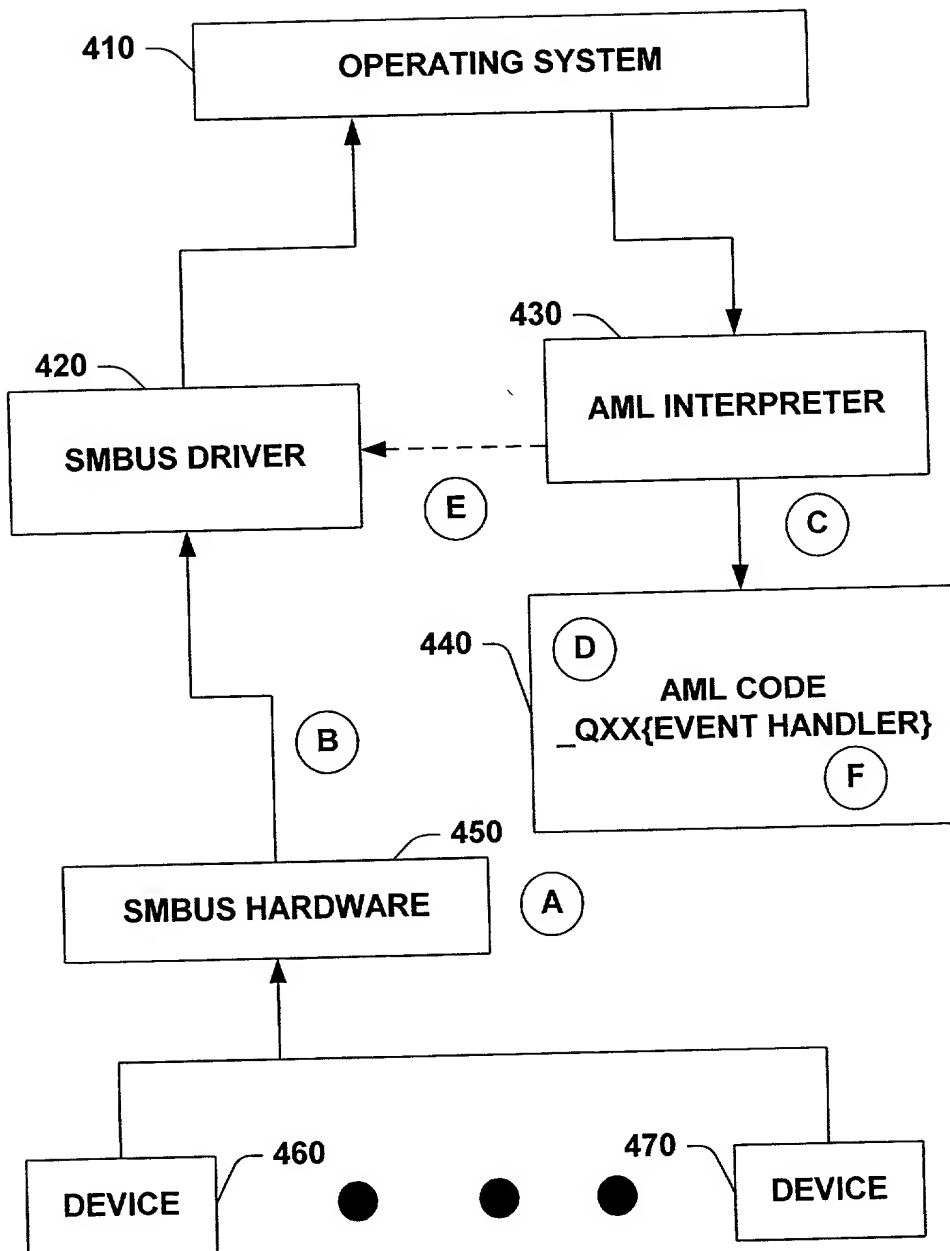 410
OPERATING SYSTEM
430
420
AML INTERPRETER
SMBUS DRIVER
E
C
440
D
AML CODE
_QXX{EVENT HANDLER}
B
F
450
SMBUS HARDWARE
A
460
470
DEVICE
DEVICE